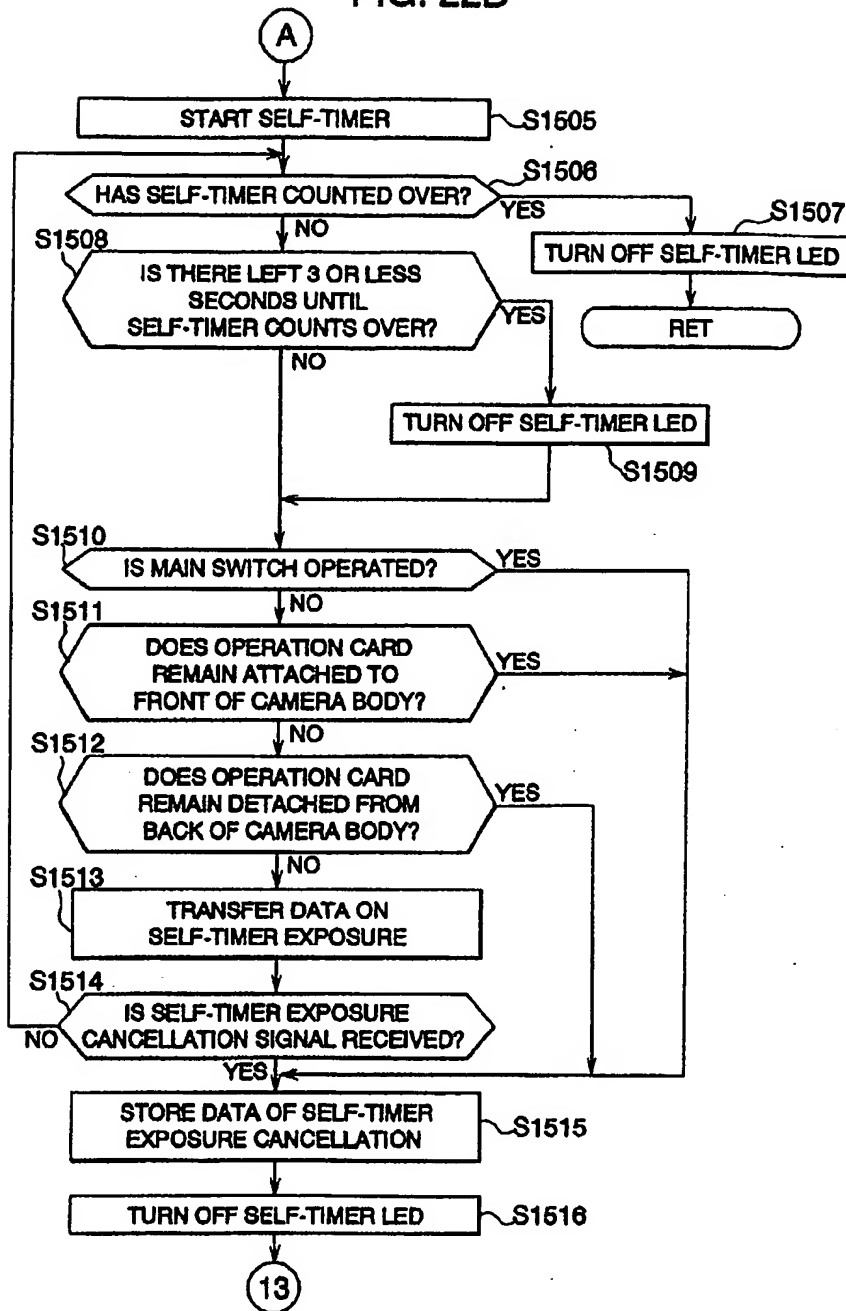 FIG. 22B
A
START SELF-TIMER
S1505
HAS SELF-TIMER COUNTED OVER?
S1506
YES
NO
S1507
TURN OFF SELF-TIMER LED
RET
S1508
IS THERE LEFT 3 OR LESS
SECONDS UNTIL
SELF-TIMER COUNTS OVER?
YES
NO
TURN OFF SELF-TIMER LED
S1509
S1510
IS MAIN SWITCH OPERATED?
YES
NO
S1511
DOES OPERATION CARD
REMAIN ATTACHED TO
FRONT OF CAMERA BODY?
YES
NO
S1512
DOES OPERATION CARD
REMAIN DETACHED FROM
BACK OF CAMERA BODY?
YES
NO
S1513
TRANSFER DATA ON
SELF-TIMER EXPOSURE
S1514
IS SELF-TIMER EXPOSURE
CANCELLATION SIGNAL RECEIVED?
NO
YES
STORE DATA OF SELF-TIMER
EXPOSURE CANCELLATION
S1515
TURN OFF SELF-TIMER LED
S1516
13